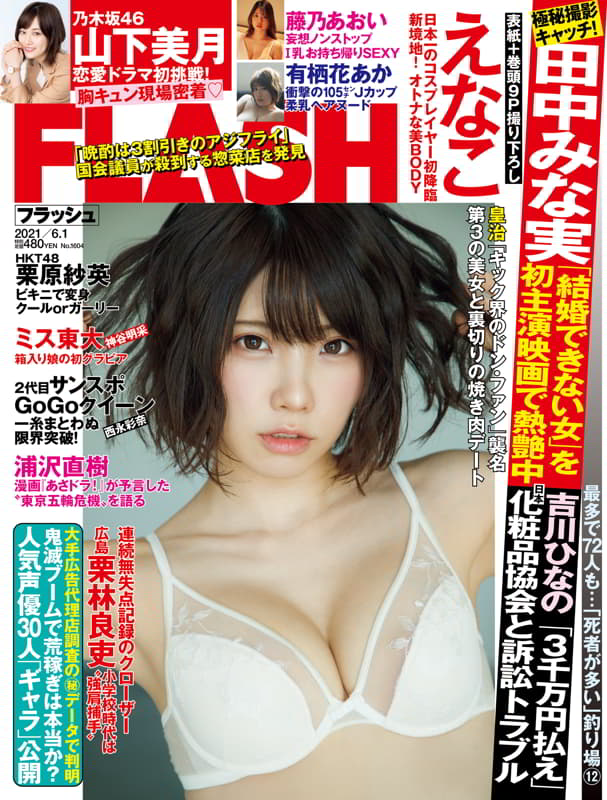 乃木坂46
山下美月
恋愛ドラマ初挑戦!
胸キュン現場密着♡
藤乃あおい
妄想ノンストップ
I乳お持ち帰りSEXY
有栖花あか
衝撃の105センチJカップ
柔乳ヘアヌード
えなこ
日本一のコスプレイヤー初降臨
新境地!オトナな美BODY
表紙+巻頭9P撮り下ろし
極秘撮影
キャッチ!
田中みな実
「結婚できない女」を
初主演映画で熱艶中
FLASH
「晩酌は3割引きのアジフライ」
国会議員が殺到する惣菜店を発見
フラッシュ
2021/6.1
特別定価480YEN No.1604
HKT48
栗原紗英
ビキニで変身
クールorガーリー
ミス東大
神谷明采
箱入り娘の初グラビア
2代目サンスポ
GoGoクイーン
一糸まとわぬ
限界突破!
西永彩奈
浦沢直樹
漫画『あさドラ!』が予言した
“東京五輪危機”を語る
皇治「キック界のドン・ファン」襲名
第3の美女と裏切りの焼き肉デート
吉川ひなの「3千万円払え」
日本化粧品協会と訴訟トラブル
最多で72人も…「死者が多い」釣り場⑫
連続無失点記録のクローザー
広島 栗林良吏
小学校時代は
“強肩捕手”
大手広告代理店調査の㊙データで判明
鬼滅ブームで荒稼ぎは本当か?
人気声優30人「ギャラ」公開